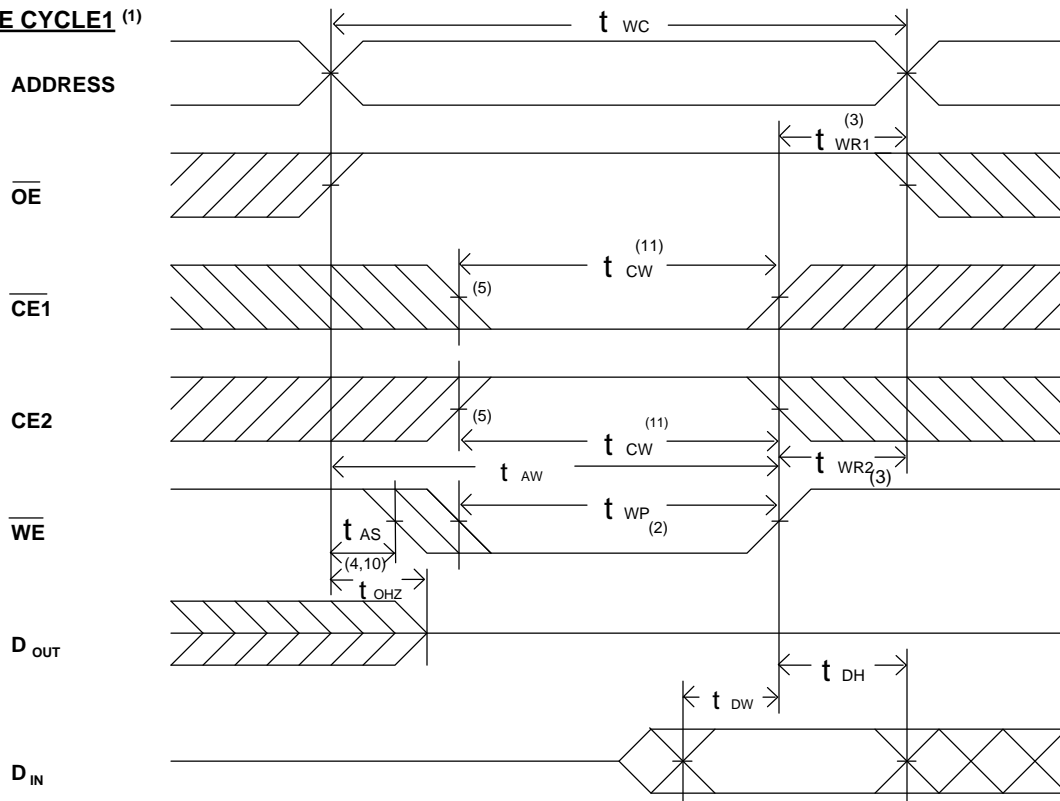 E CYCLE1 (1)
t WC
ADDRESS
(3)
t WR1
OE
(11)
t CW
CE1
(5)
CE2
(5)
(11)
t CW
t WR2
(3)
t AW
WE
t WP
(2)
t AS
(4,10)
t OHZ
D OUT
t DH
t DW
D IN